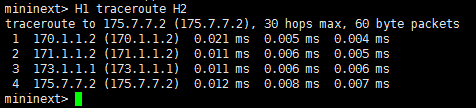 mininext> H1 traceroute H2
traceroute to 175.7.7.2 (175.7.7.2), 30 hops max, 60 byte packets
1 170.1.1.2 (170.1.1.2) 0.021 ms 0.005 ms 0.004 ms
2 171.1.1.2 (171.1.1.2) 0.011 ms 0.006 ms 0.005 ms
3 173.1.1.1 (173.1.1.1) 0.011 ms 0.006 ms 0.006 ms
4 175.7.7.2 (175.7.7.2) 0.012 ms 0.008 ms 0.007 ms
mininext>